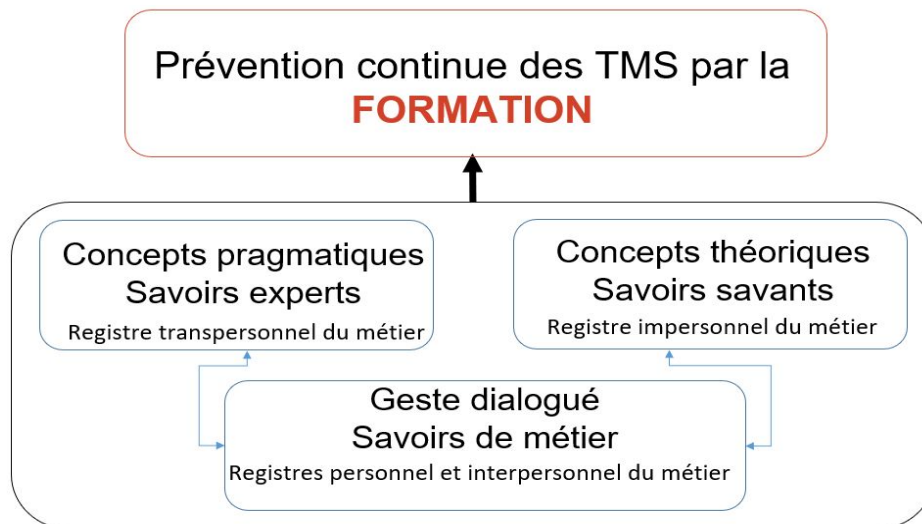 Prévention continue des TMS par la
FORMATION
Concepts pragmatiques
Savoirs experts
Registre transpersonnel du métier
Concepts théoriques
Savoirs savants
Registre impersonnel du métier
Geste dialogué
Savoirs de métier
Registres personnel et interpersonnel du métier